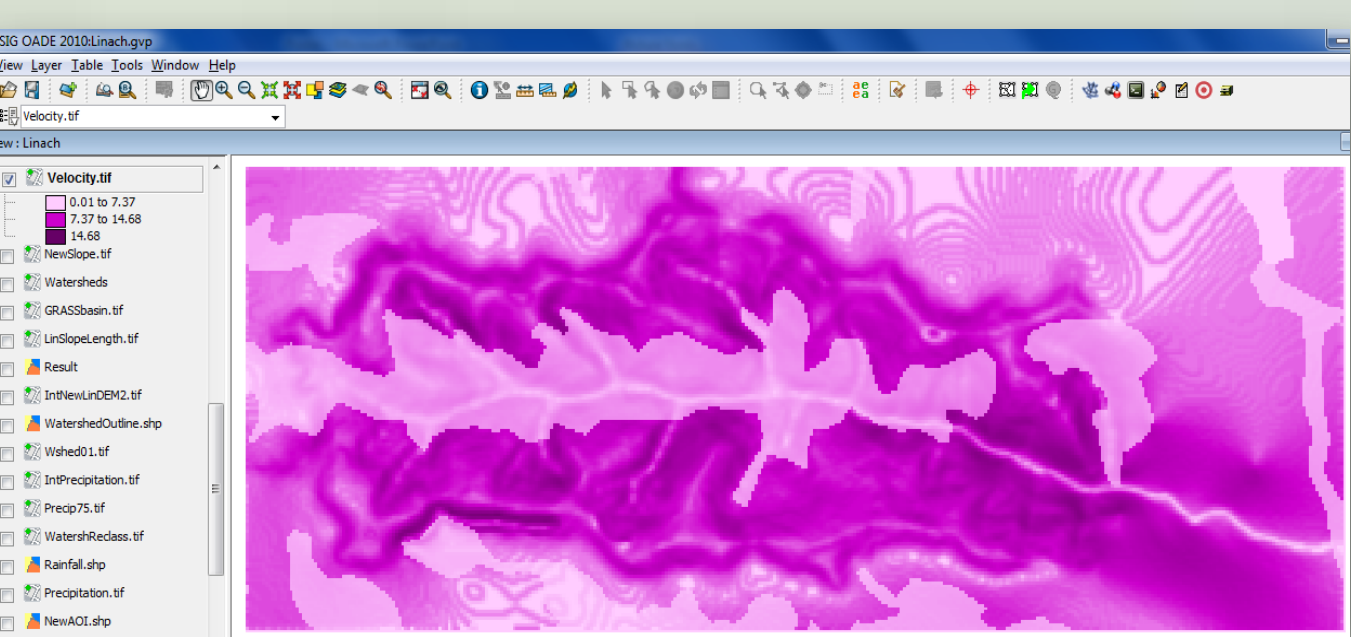 SIG OADE 2010:Linach.gvp
View Layer Table Tools Window Help
Velocity.tif
ew : Linach
Velocity.tif
0.01 to 7.37
7.37 to 14.68
14.68
NewSlope.tif
Watersheds
GRASSbasin.tif
LinSlopeLength.tif
Result
IntNewLinDEM2.tif
WatershedOutline.shp
Wshed01.tif
IntPrecipitation.tif
Precip75.tif
WatershReclass.tif
Rainfall.shp
Precipitation.tif
NewAOI.shp